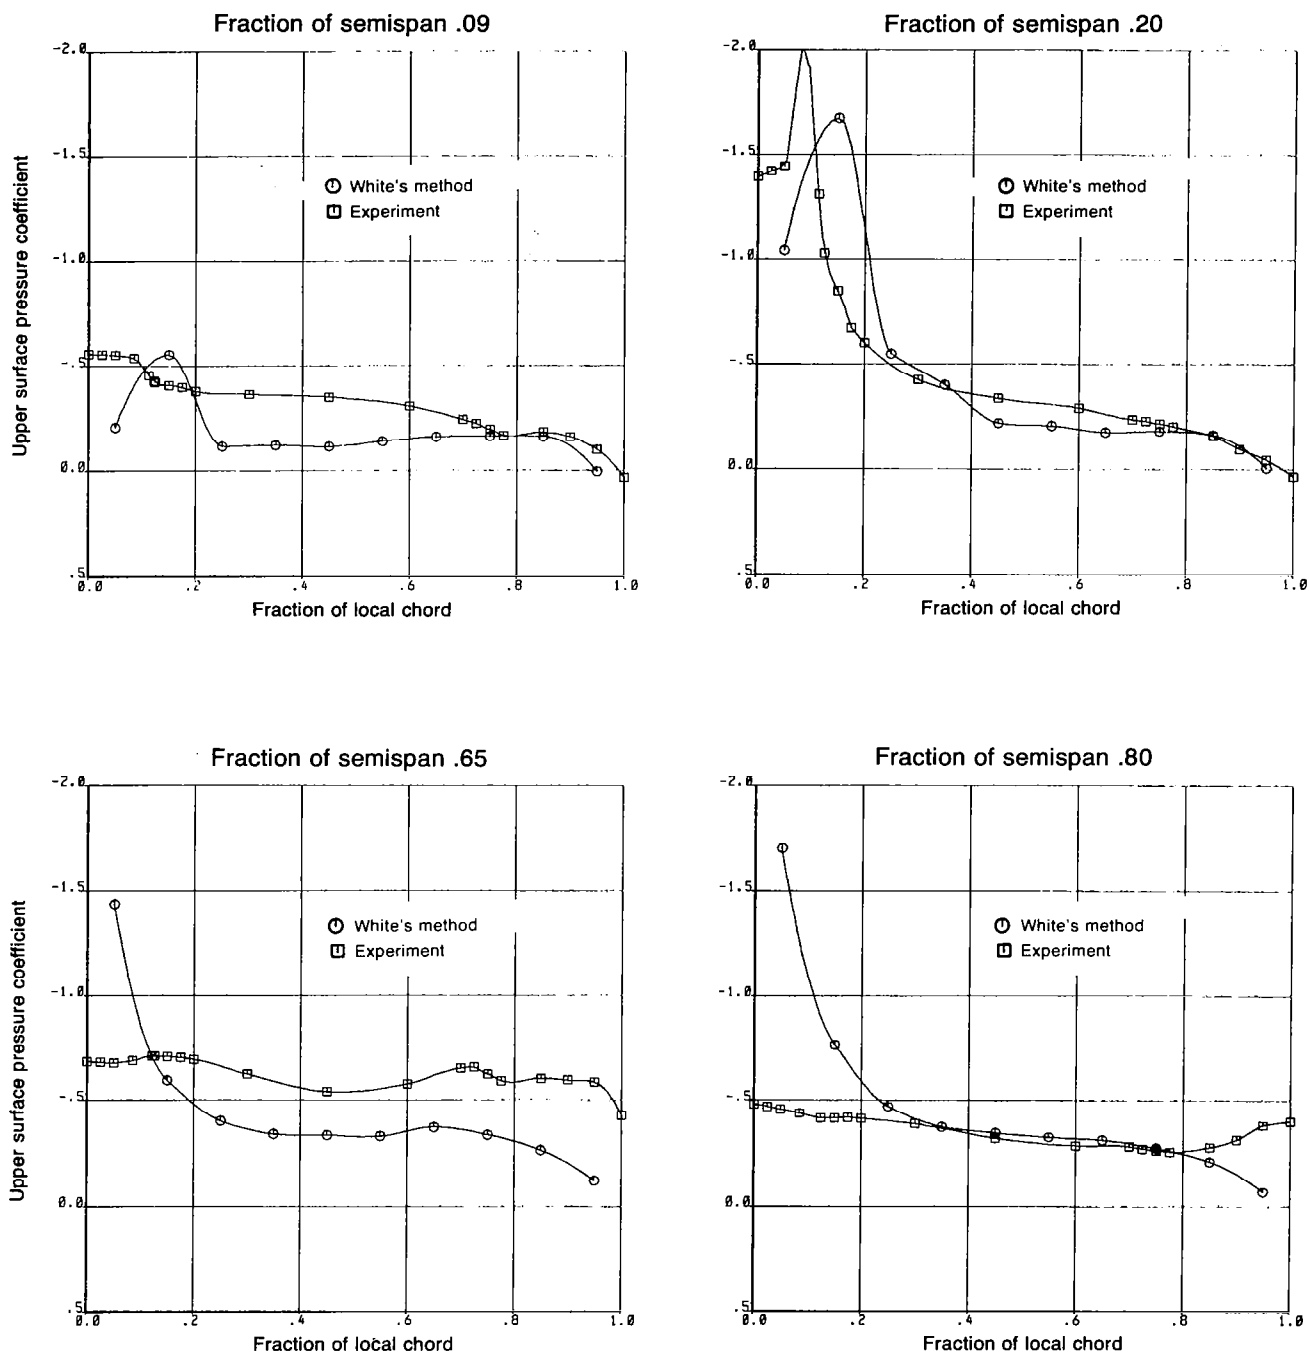 Fraction of semispan .09
Upper surface pressure coefficient
-2.0
-1.5
-1.0
-.5
0.0
.5
White's method
Experiment
0.0 .2 .4 .6 .8 1.0
Fraction of local chord
Fraction of semispan .20
-2.0
-1.5
-1.0
-.5
0.0
.5
White's method
Experiment
0.0 .2 .4 .6 .8 1.0
Fraction of local chord
Fraction of semispan .65
Upper surface pressure coefficient
-2.0
-1.5
-1.0
-.5
0.0
.5
White's method
Experiment
0.0 .2 .4 .6 .8 1.0
Fraction of local chord
Fraction of semispan .80
-2.0
-1.5
-1.0
-.5
0.0
.5
White's method
Experiment
0.0 .2 .4 .6 .8 1.0
Fraction of local chord